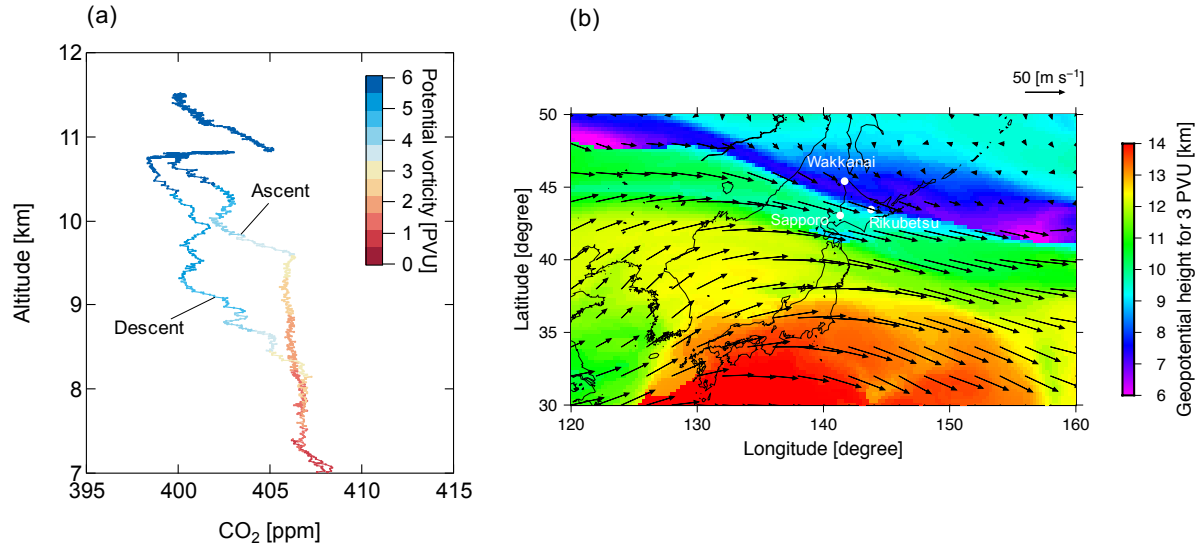 (a)
12
11
10
9
8
7
Altitude [km]
395
400
405
410
415
CO₂ [ppm]
Ascent
Descent
6
5
4
3
2
1
0
Potential vorticity [PVU]
(b)
50 [m s⁻¹]
50
45
40
35
30
Latitude [degree]
120
130
140
150
160
Longitude [degree]
Wakkanai
Sapporo
Rikubetsu
14
13
12
11
10
9
8
7
6
Geopotential height for 3 PVU [km]